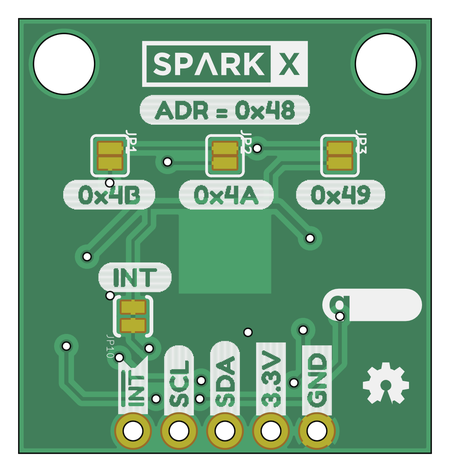 SPARK X
ADR = 0x48
JP1 JP2 JP3
0x4B 0x4A 0x49
INT
JP10
INT SCL SDA 3.3V GND